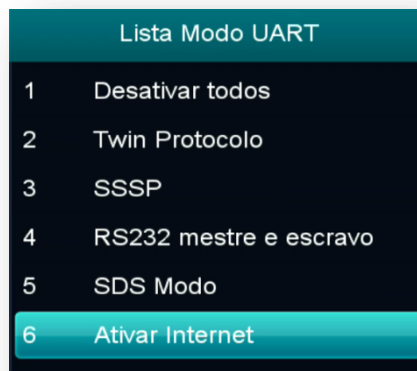 Lista Modo UART
1 Desativar todos
2 Twin Protocolo
3 SSSP
4 RS232 mestre e escravo
5 SDS Modo
6 Ativar Internet